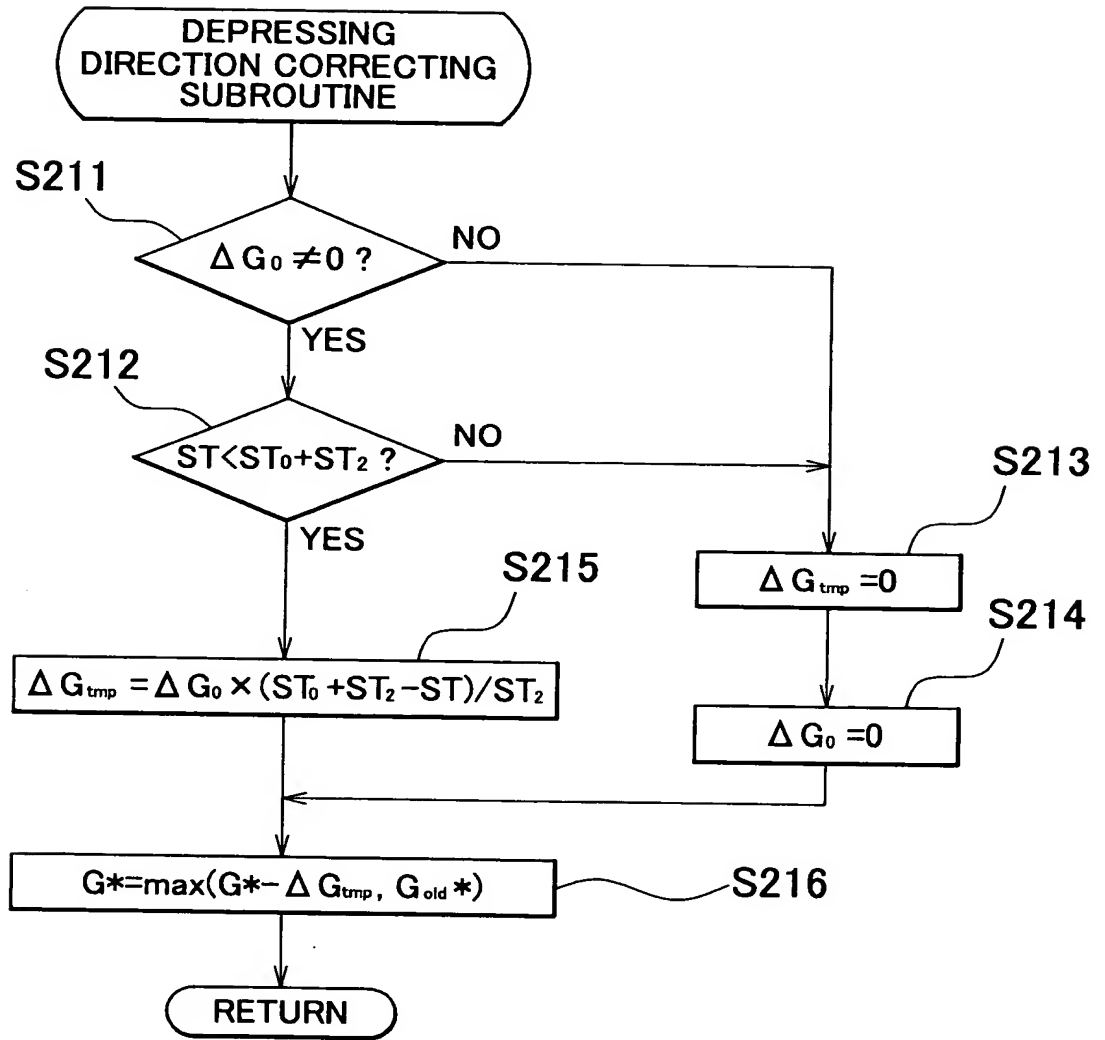 DEPRESSING
DIRECTION CORRECTING
SUBROUTINE
S211
ΔG₀≠0?
NO
YES
S212
ST<ST₀+ST₂?
NO
YES
S213
ΔGtmp=0
S215
ΔGtmp=ΔG₀×(ST₀+ST₂-ST)/ST₂
S214
ΔG₀=0
G*=max(G*-ΔGtmp, Gold*)
S216
RETURN